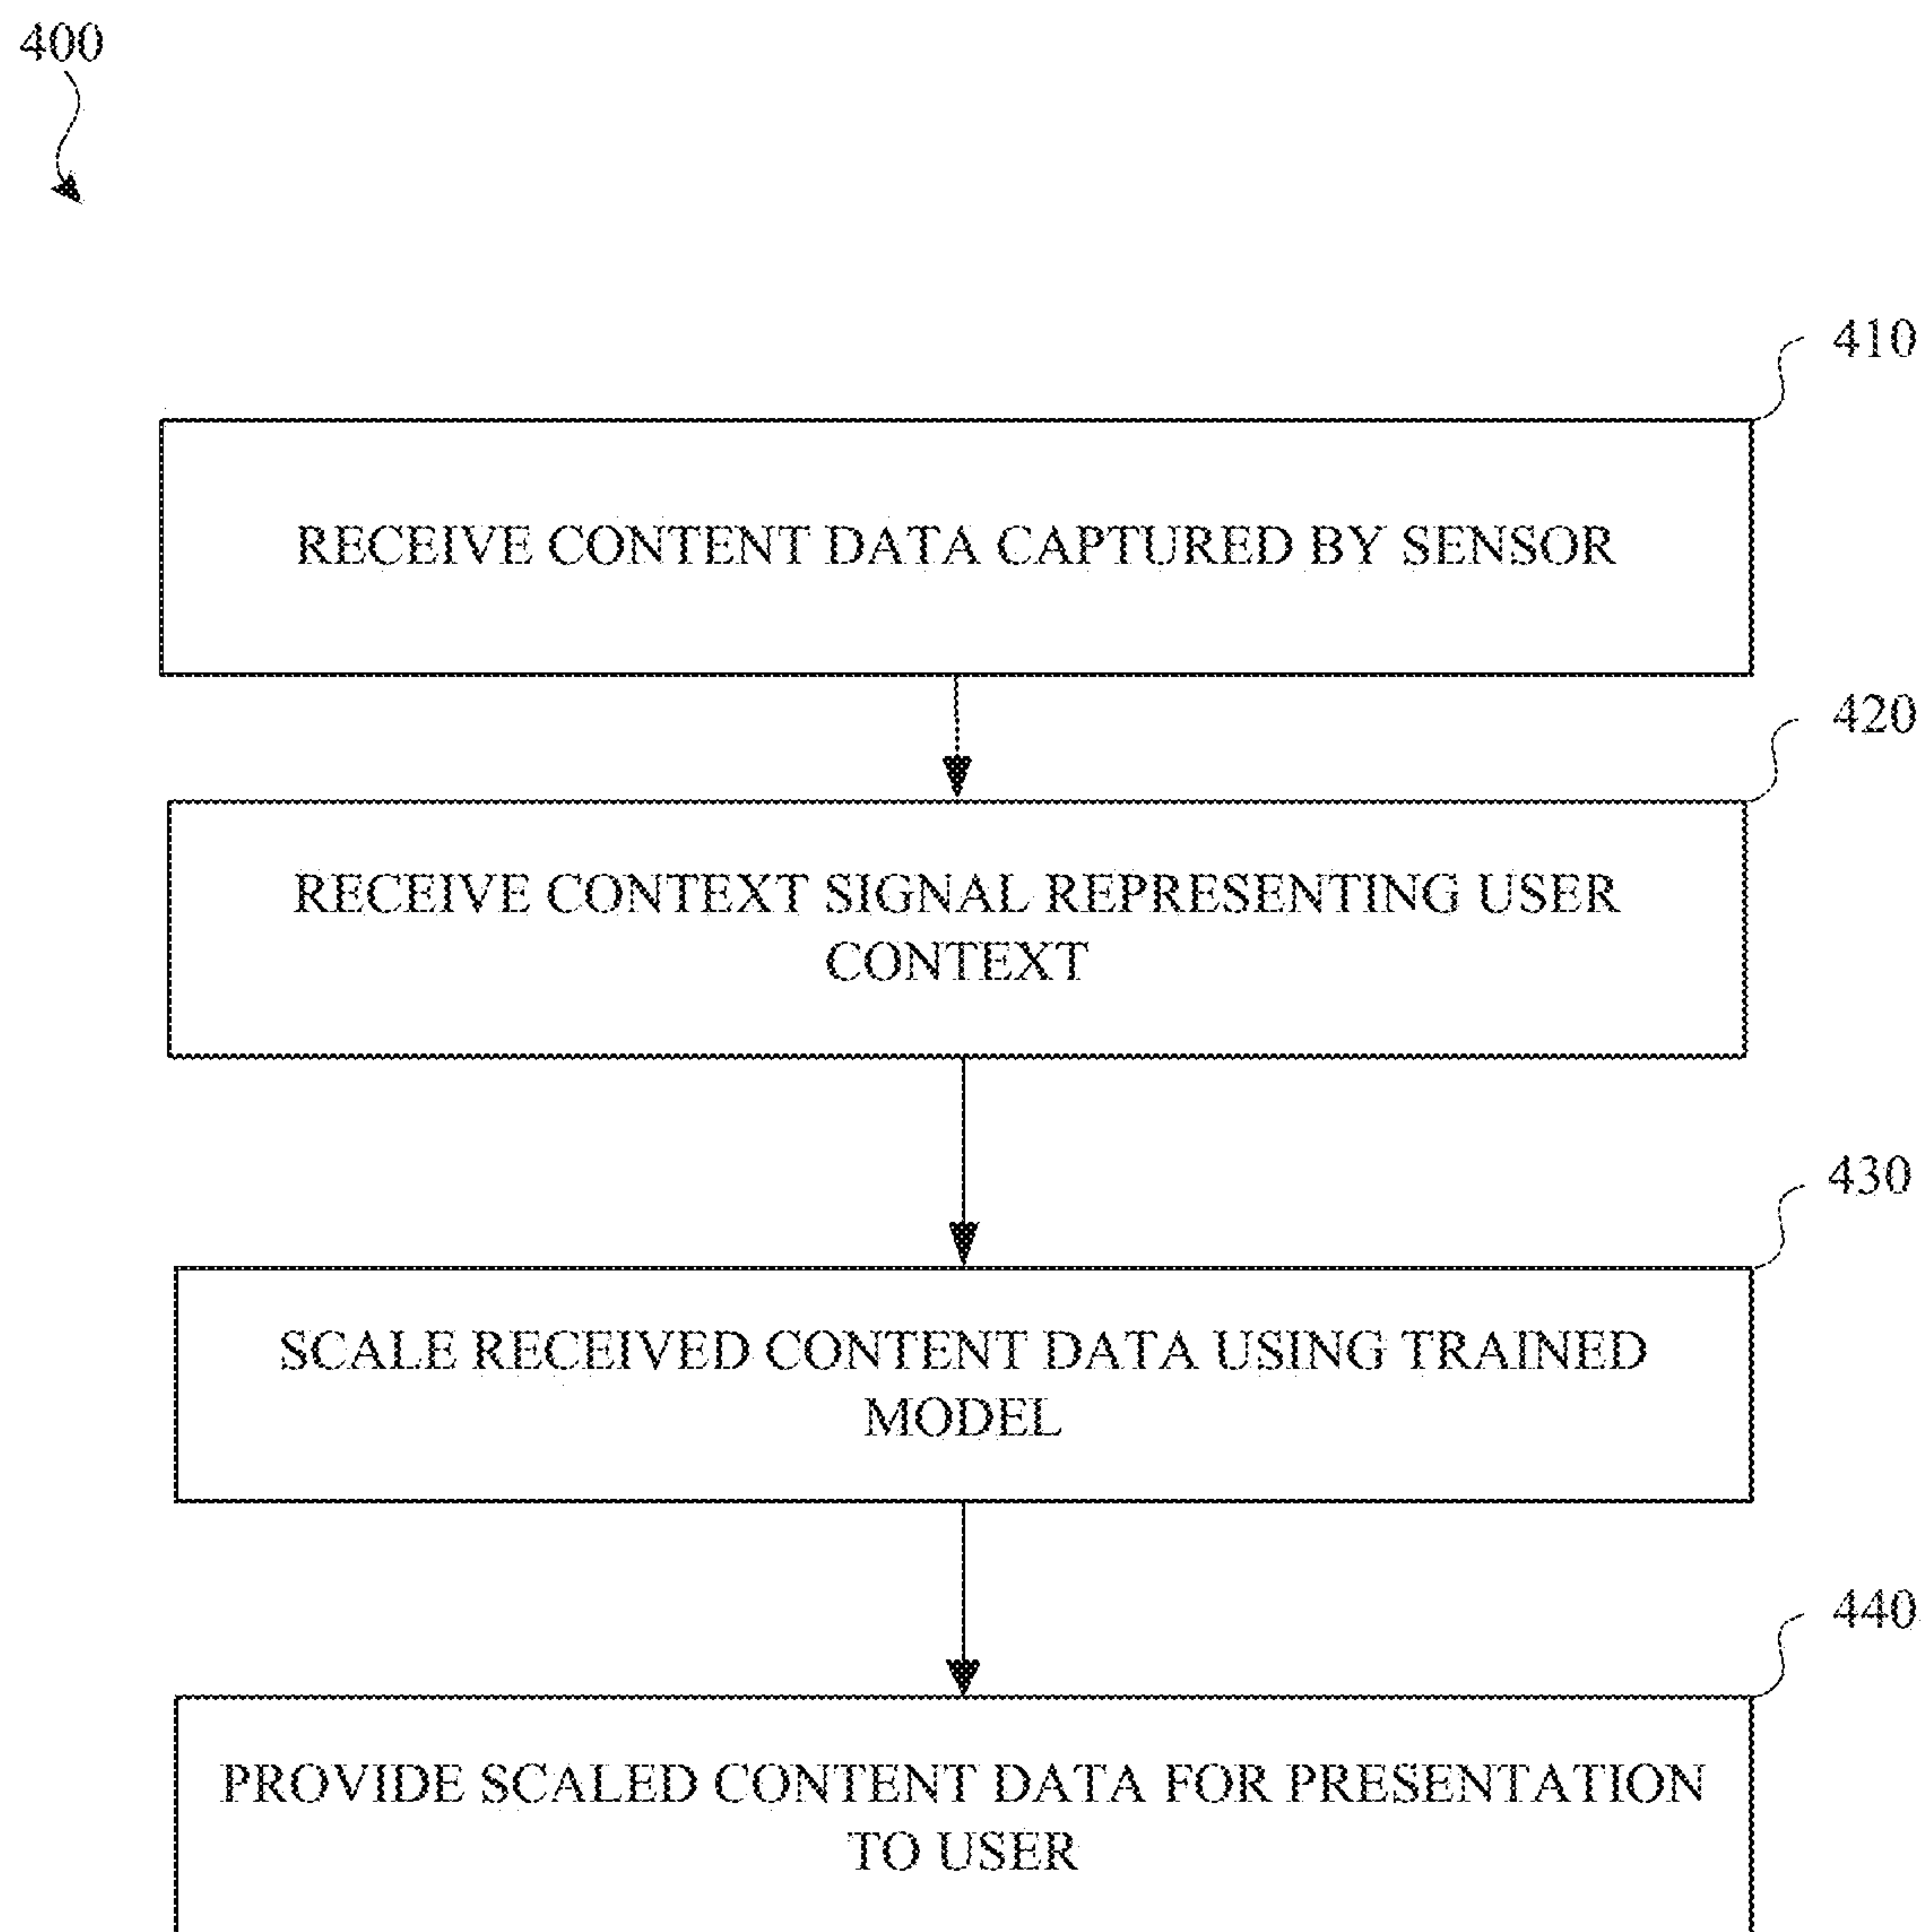 400
410
RECEIVE CONTENT DATA CAPTURED BY SENSOR
420
RECEIVE CONTEXT SIGNAL REPRESENTING USER
CONTEXT
430
SCALE RECEIVED CONTENT DATA USING TRAINED
MODEL
440
PROVIDE SCALED CONTENT DATA FOR PRESENTATION
TO USER